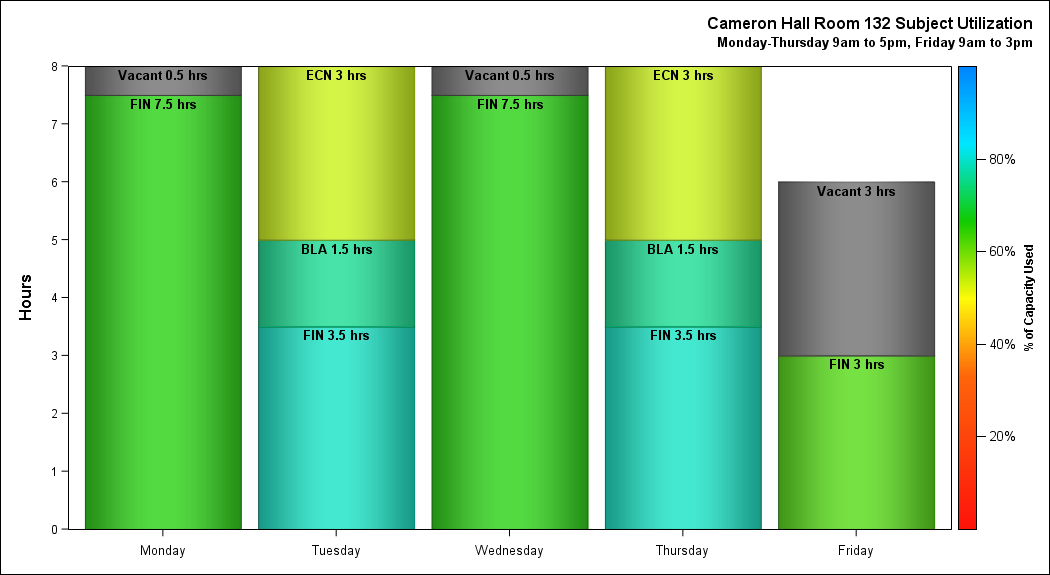 Cameron Hall Room 132 Subject Utilization
Monday-Thursday 9am to 5pm, Friday 9am to 3pm
Hours
8
7
6
5
4
3
2
1
0
Vacant 0.5 hrs
FIN 7.5 hrs
ECN 3 hrs
BLA 1.5 hrs
FIN 3.5 hrs
Vacant 0.5 hrs
FIN 7.5 hrs
ECN 3 hrs
BLA 1.5 hrs
FIN 3.5 hrs
Vacant 3 hrs
FIN 3 hrs
Monday
Tuesday
Wednesday
Thursday
Friday
80%
60%
40%
20%
% of Capacity Used